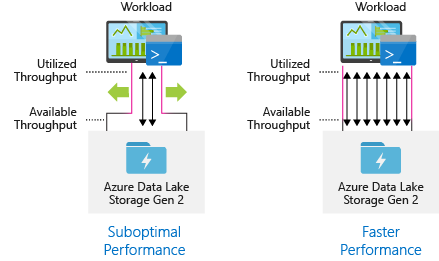 Workload
Utilized
Throughput
Available
Throughput
Azure Data Lake
Storage Gen 2
Suboptimal
Performance
Workload
Utilized
Throughput
Available
Throughput
Azure Data Lake
Storage Gen 2
Faster
Performance